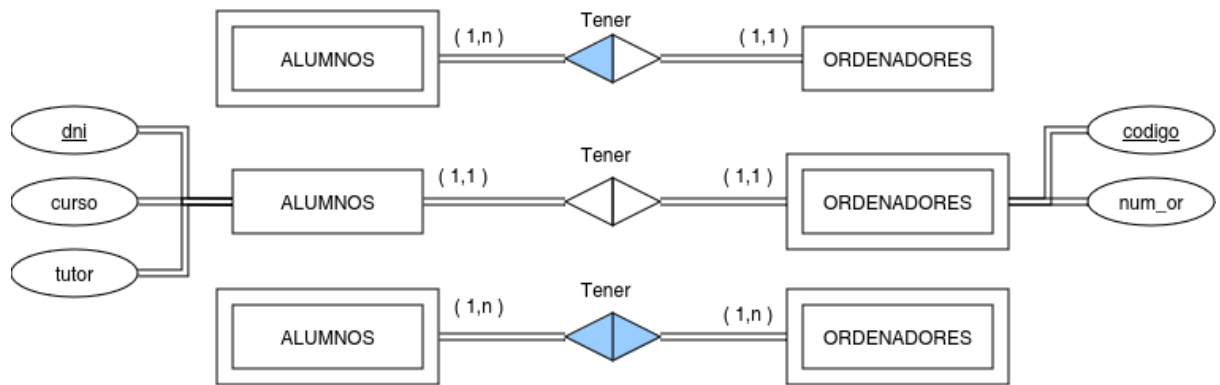 Tener
( 1,n )
( 1,1 )
ALUMNOS
ORDENADORES
dni
codigo
Tener
( 1,1 )
( 1,1 )
curso
ALUMNOS
ORDENADORES
num_or
tutor
Tener
( 1,n )
( 1,n )
ALUMNOS
ORDENADORES